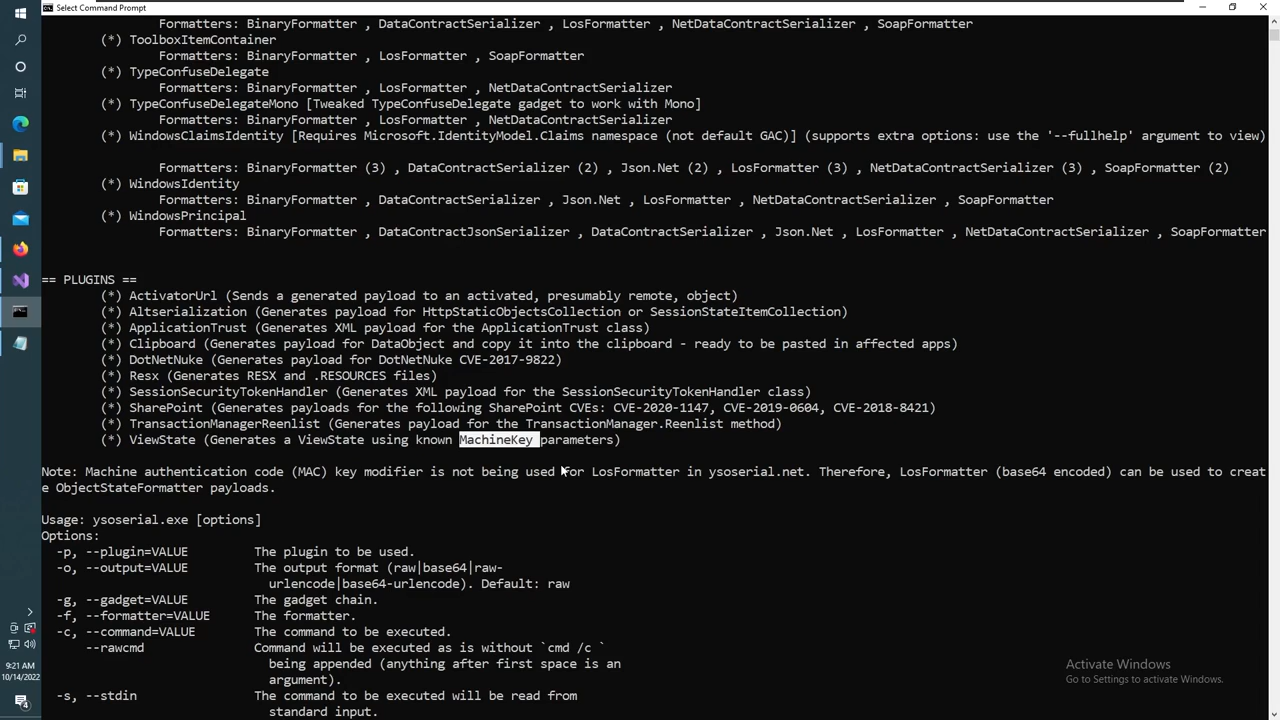 Select Command Prompt
Formatters: BinaryFormatter , DataContractSerializer , LosFormatter , NetDataContractSerializer , SoapFormatter
(*) ToolboxItemContainer
Formatters: BinaryFormatter , LosFormatter , SoapFormatter
(*) TypeConfuseDelegate
Formatters: BinaryFormatter , LosFormatter , NetDataContractSerializer
(*) TypeConfuseDelegateMono [Tweaked TypeConfuseDelegate gadget to work with Mono]
Formatters: BinaryFormatter , LosFormatter , NetDataContractSerializer
(*) WindowsClaimsIdentity [Requires Microsoft.IdentityModel.Claims namespace (not default GAC)] (supports extra options: use the '--fullhelp' argument to view)
Formatters: BinaryFormatter (3) , DataContractSerializer (2) , Json.Net (2) , LosFormatter (3) , NetDataContractSerializer (3) , SoapFormatter (2)
(*) WindowsIdentity
Formatters: BinaryFormatter , DataContractSerializer , Json.Net , LosFormatter , NetDataContractSerializer , SoapFormatter
(*) WindowsPrincipal
Formatters: BinaryFormatter , DataContractJsonSerializer , DataContractSerializer , Json.Net , LosFormatter , NetDataContractSerializer , SoapFormatter
== PLUGINS ==
(*) ActivatorUrl (Sends a generated payload to an activated, presumably remote, object)
(*) Altserialization (Generates payload for HttpStaticObjectsCollection or SessionStateItemCollection)
(*) ApplicationTrust (Generates XML payload for the ApplicationTrust class)
(*) Clipboard (Generates payload for DataObject and copy it into the clipboard - ready to be pasted in affected apps)
(*) DotNetNuke (Generates payload for DotNetNuke CVE-2017-9822)
(*) Resx (Generates RESX and .RESOURCES files)
(*) SessionSecurityTokenHandler (Generates XML payload for the SessionSecurityTokenHandler class)
(*) SharePoint (Generates payloads for the following SharePoint CVEs: CVE-2020-1147, CVE-2019-0604, CVE-2018-8421)
(*) TransactionManagerReenlist (Generates payload for the TransactionManager.Reenlist method)
(*) ViewState (Generates a ViewState using known MachineKey parameters)
Note: Machine authentication code (MAC) key modifier is not being used for LosFormatter in ysoserial.net. Therefore, LosFormatter (base64 encoded) can be used to creat
e ObjectStateFormatter payloads.
Usage: ysoserial.exe [options]
Options:
-p, --plugin=VALUE The plugin to be used.
-o, --output=VALUE The output format (raw|base64|raw-
urlencode|base64-urlencode). Default: raw
-g, --gadget=VALUE The gadget chain.
-f, --formatter=VALUE The formatter.
-c, --command=VALUE The command to be executed.
--rawcmd Command will be executed as is without `cmd /c `
being appended (anything after first space is an
argument).
-s, --stdin The command to be executed will be read from
standard input.
Activate Windows
Go to Settings to activate Windows.
9:21 AM
10/14/2022
4